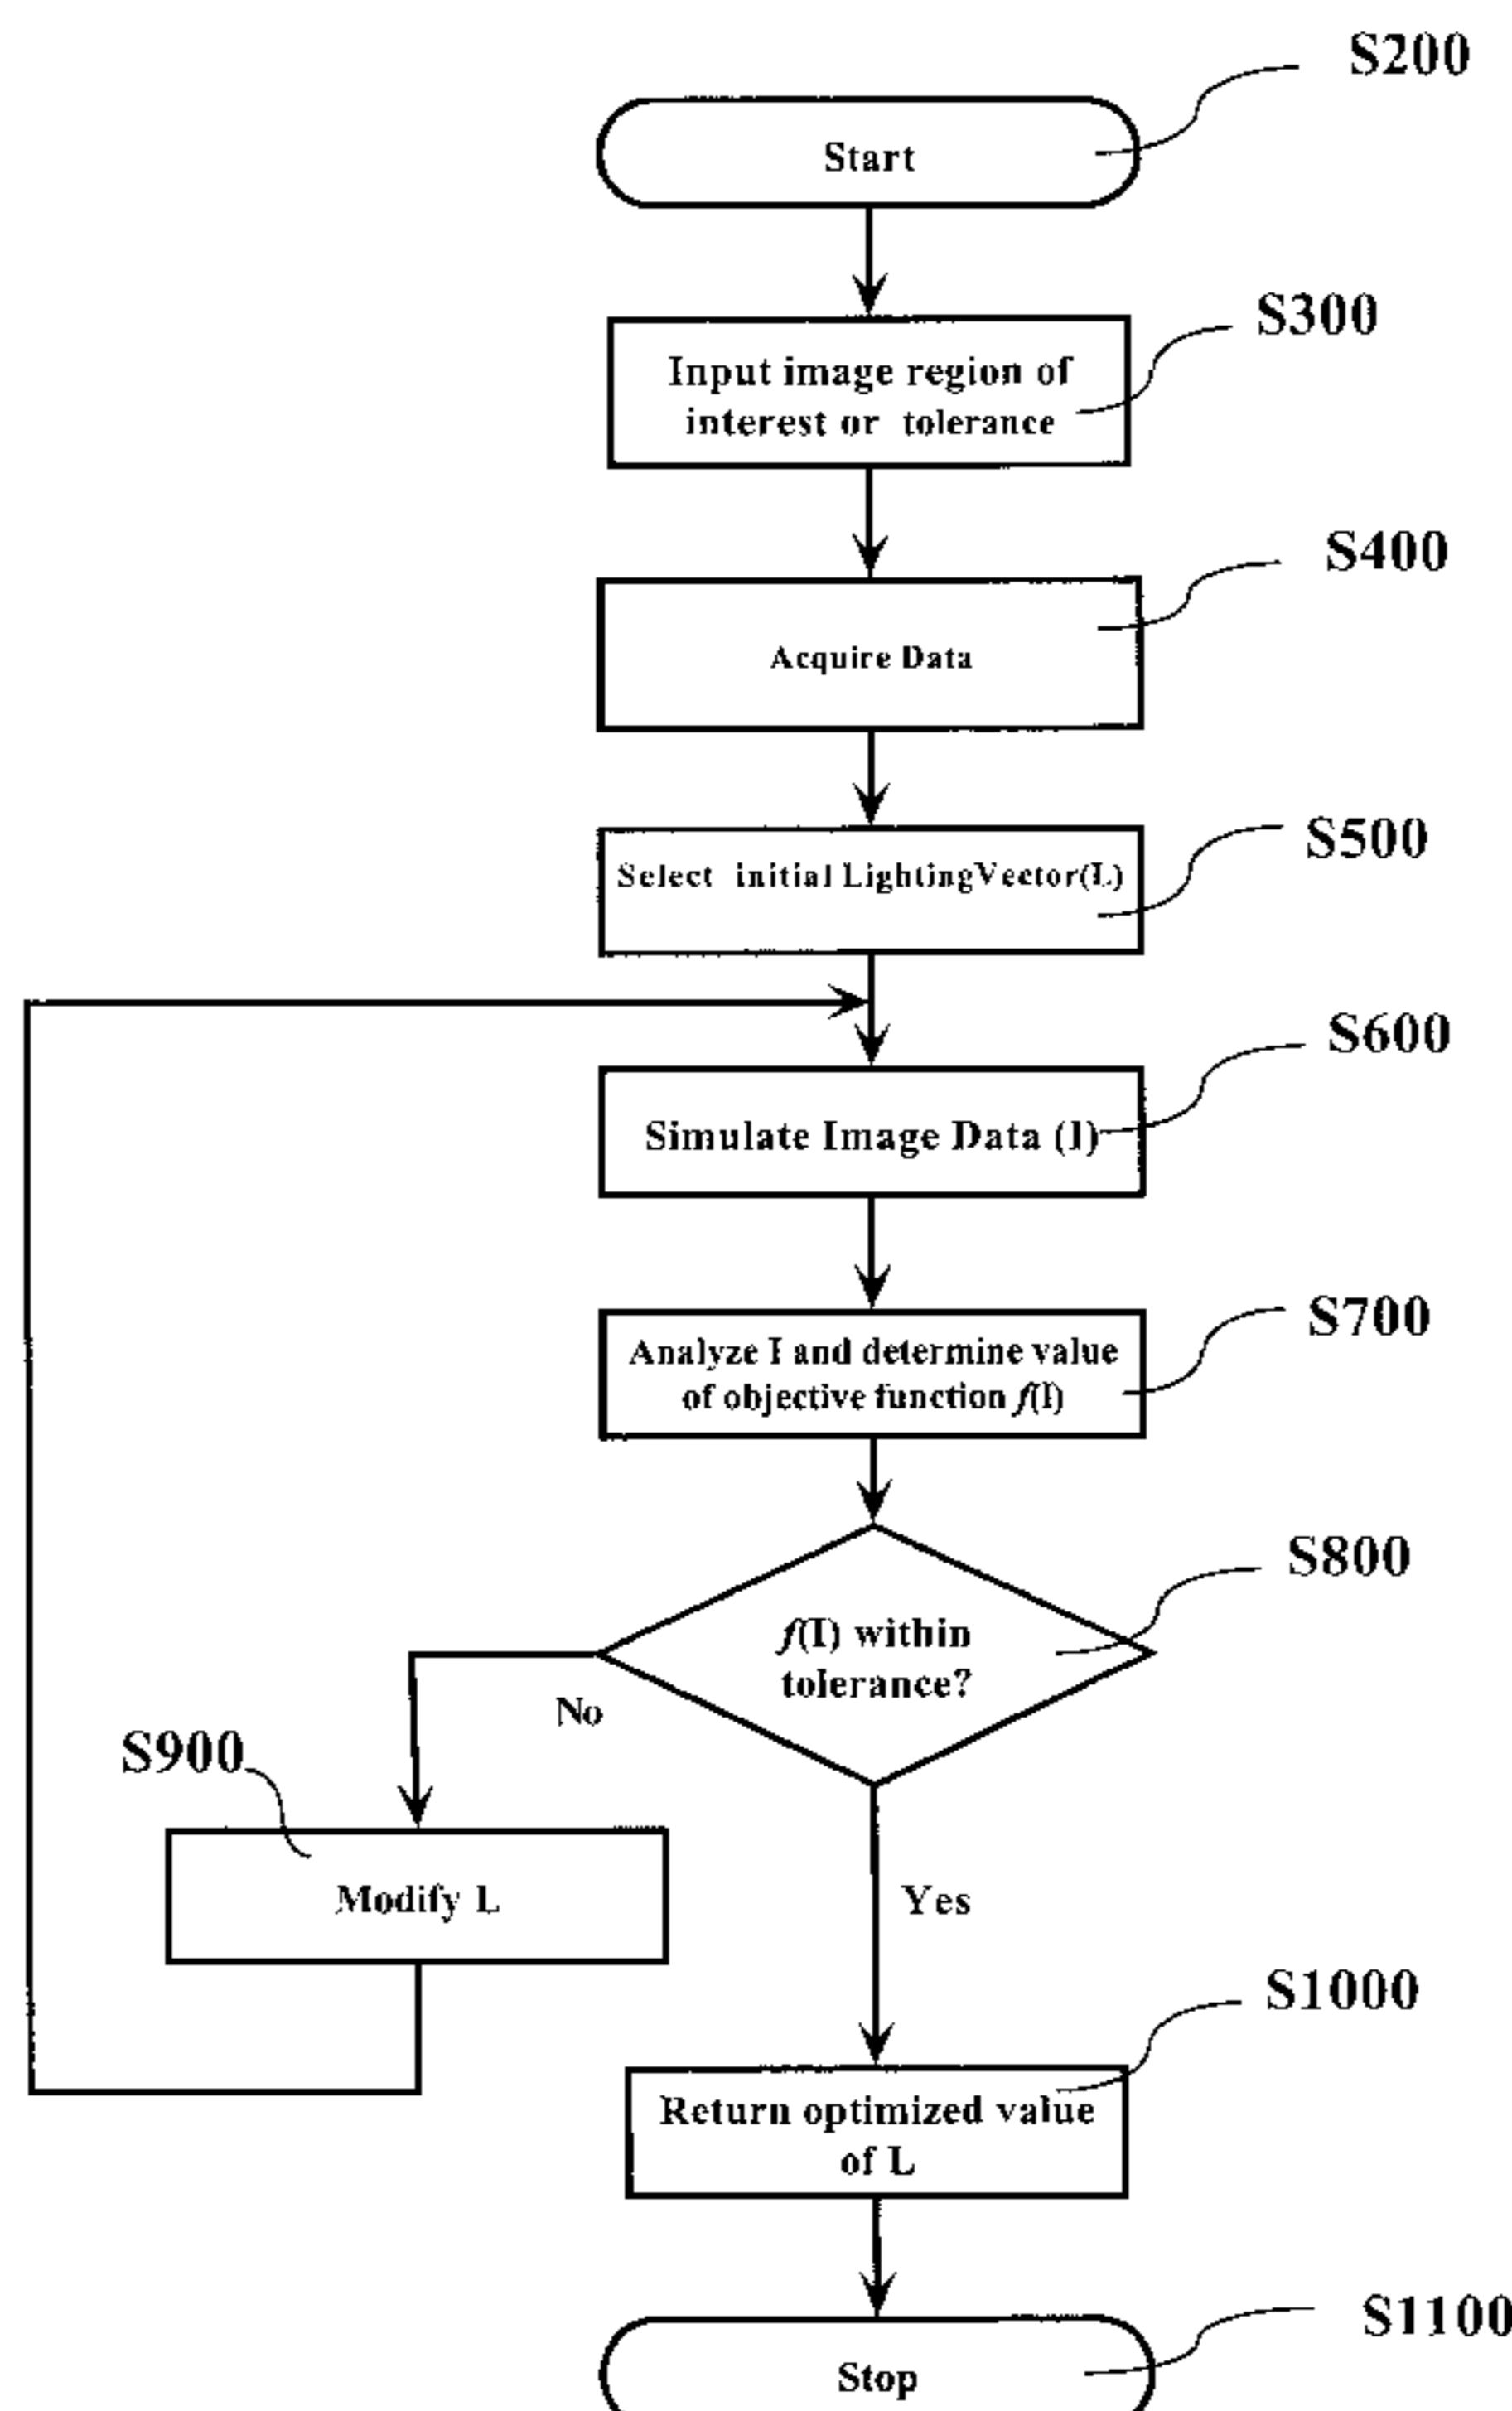 S200
Start
S300
Input image region of
interest or tolerance
S400
Acquire Data
S500
Select initial LightingVector(L)
S600
Simulate Image Data (I)
S700
Analyze I and determine value
of objective function f(I)
S800
f(I) within
tolerance?
No
S900
Modify L
Yes
S1000
Return optimized value
of L
S1100
Stop